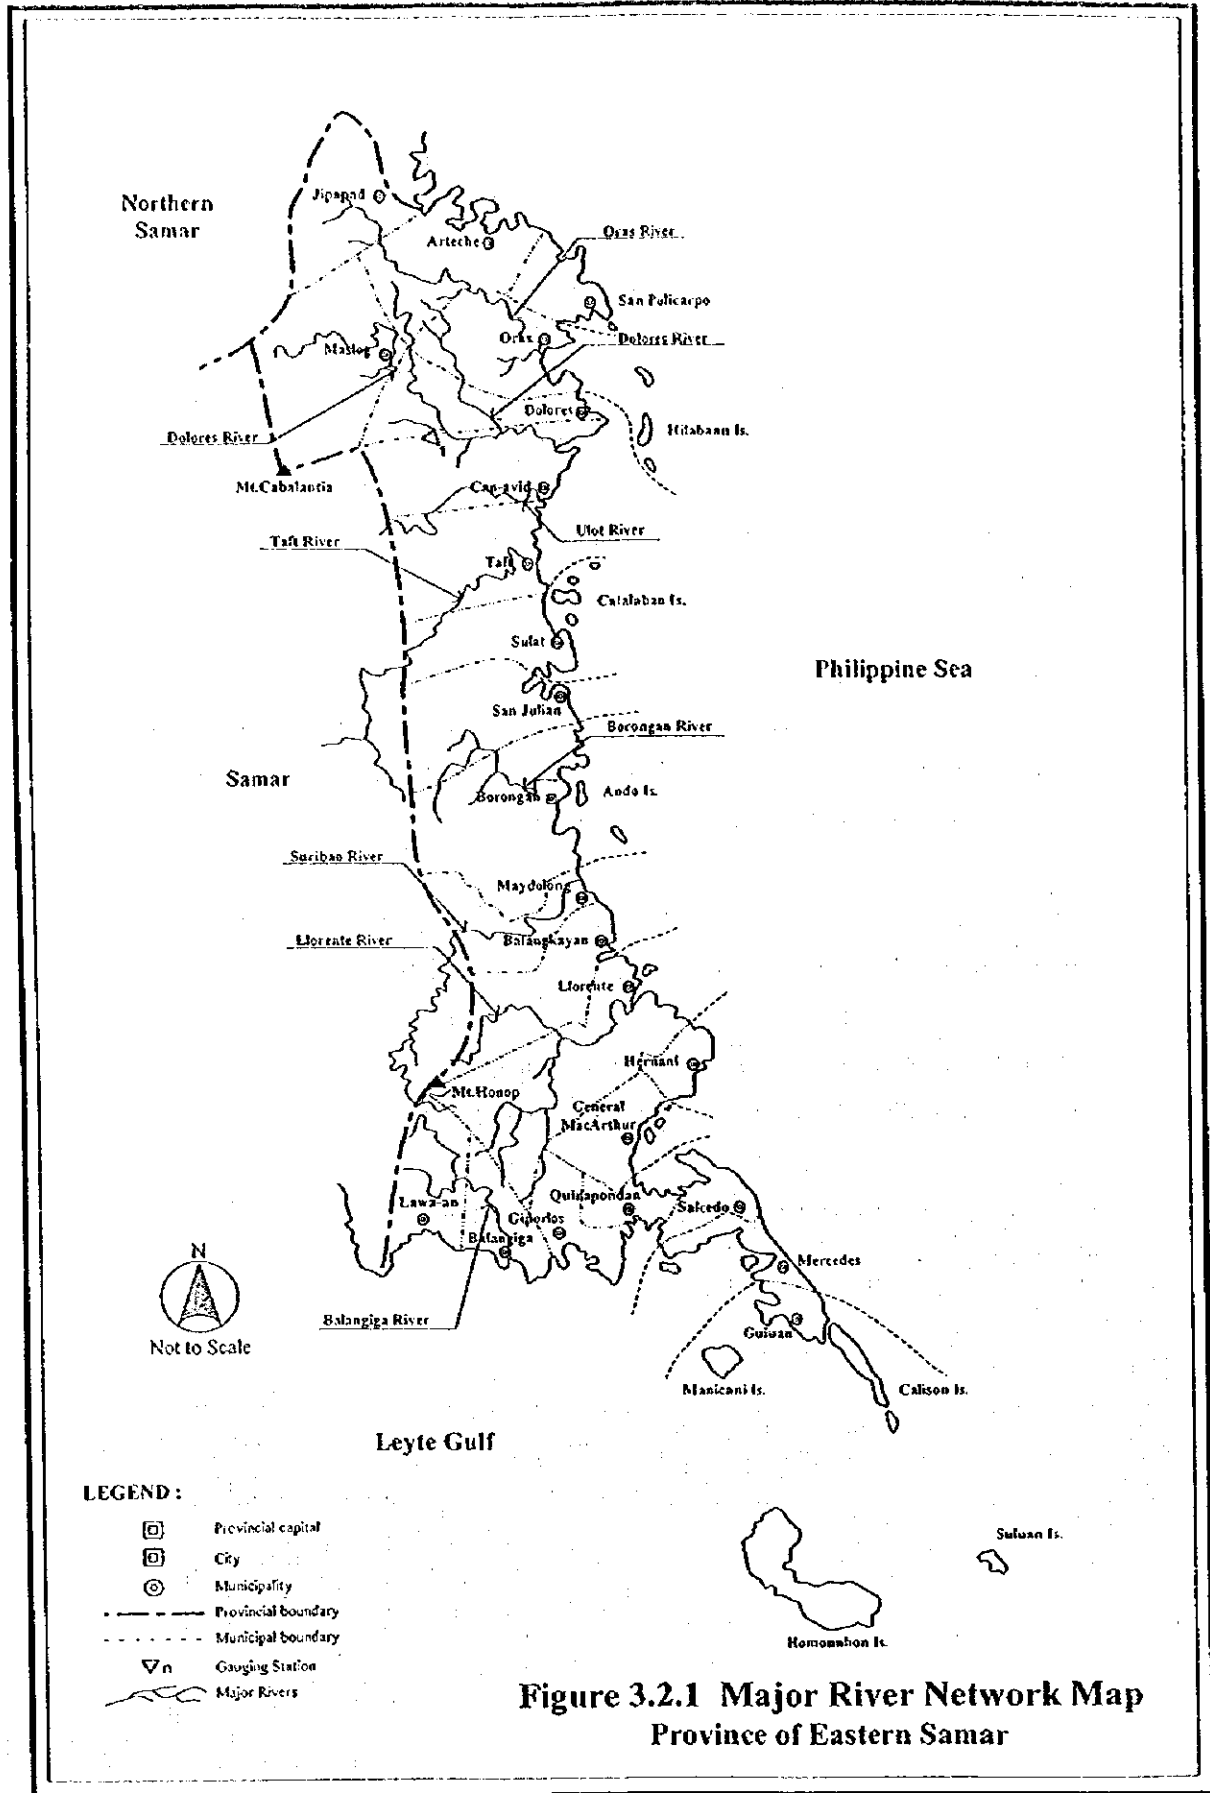 Northern
Samar
Jipapad
Arteche
Oras River
San Policarpo
Oras
Dolores River
Maslog
Dolores
Dolores River
Hilabaan Is.
Mt.Cabalantia
Can-avid
Ulot River
Taft River
Taft
Catalaban Is.
Sulat
Philippine Sea
San Julian
Borongan River
Samar
Borongan
Ando Is.
Suribao River
Maydolong
Llorente River
Balangkayan
Llorente
Hernani
Mt.Honop
General
MacArthur
Quinapondan
Lawa-an
Salcedo
Giporlos
Balangiga
N
Mercedes
Balangiga River
Guiuan
Not to Scale
Manicani Is.
Calison Is.
Leyte Gulf
LEGEND :
Provincial capital
City
Municipality
Provincial boundary
Municipal boundary
n
Gauging Station
Major Rivers
Suluan Is.
Homonhon Is.
Figure 3.2.1 Major River Network Map
Province of Eastern Samar